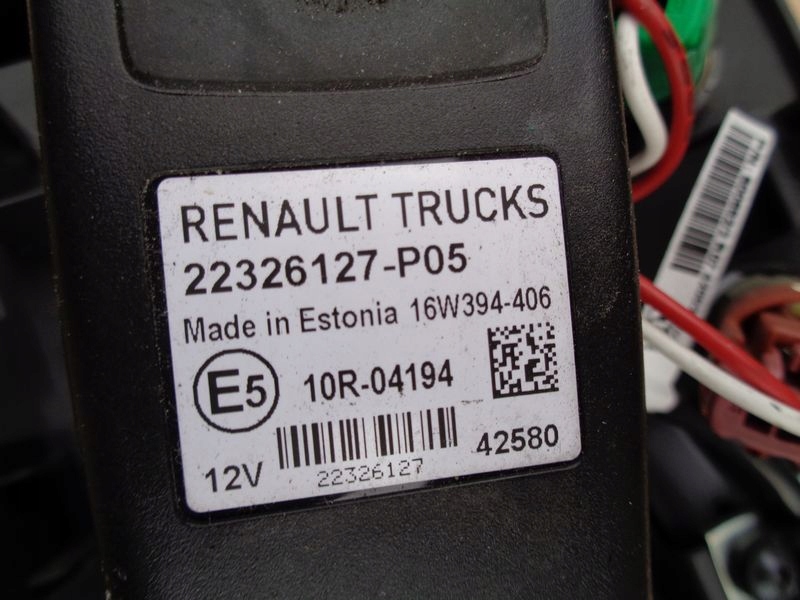 RENAULT TRUCKS
22326127-P05
Made in Estonia 16W394-406
E5 10R-04194
12V 22326127 42580